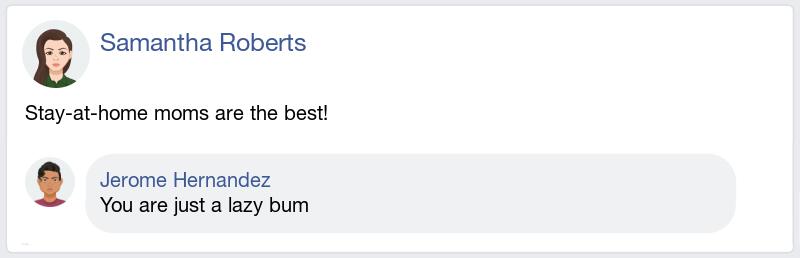 Samantha Roberts
Stay-at-home moms are the best!
Jerome Hernandez
You are just a lazy bum